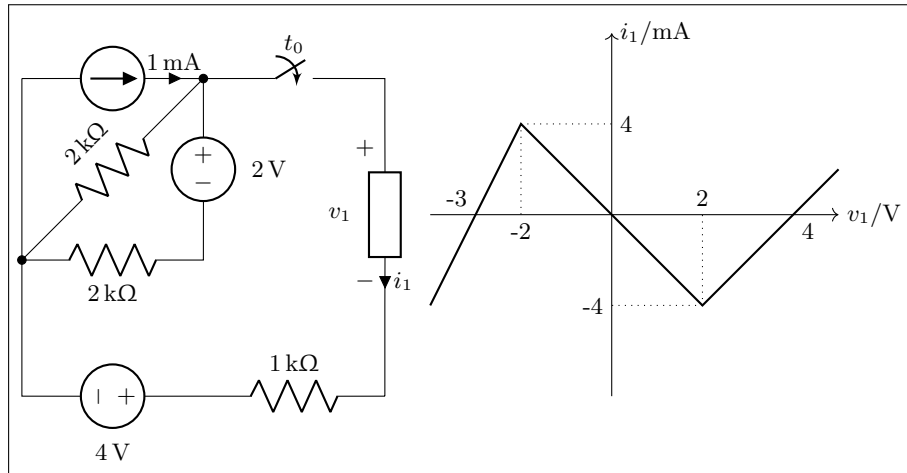 1 mA
t₀
2 kΩ
+
−
2 V
2 kΩ
+
v₁
−
i₁
− +
4 V
1 kΩ
i₁/mA
4
-3
2
-2
4
v₁/V
-4